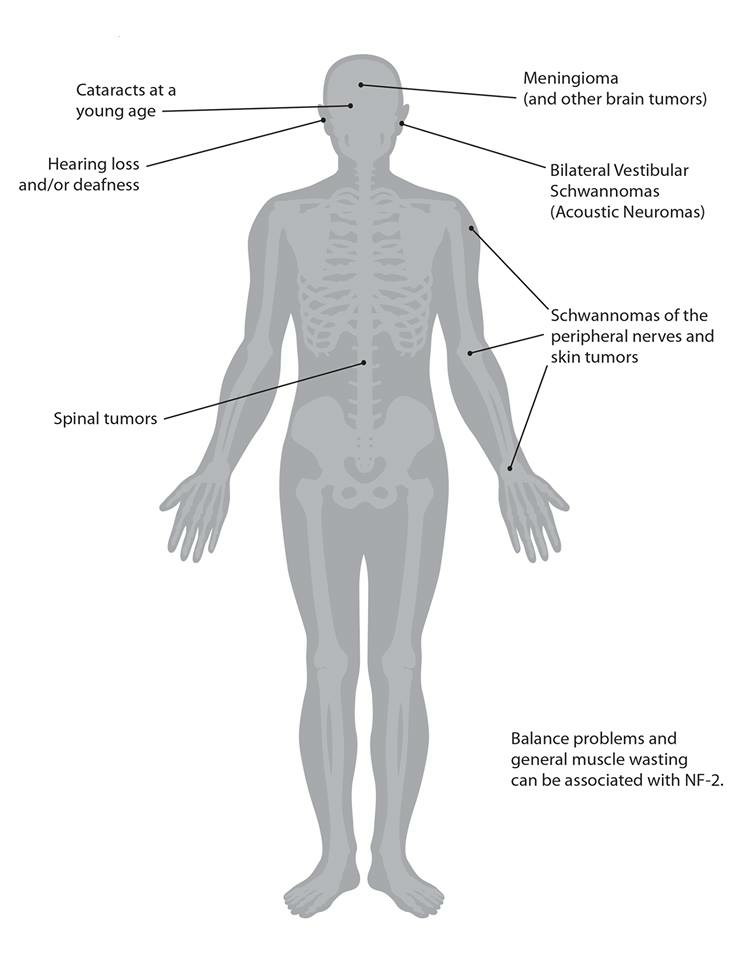 Cataracts at a
young age
Meningioma
(and other brain tumors)
Hearing loss
and/or deafness
Bilateral Vestibular
Schwannomas
(Acoustic Neuromas)
Schwannomas of the
peripheral nerves and
skin tumors
Spinal tumors
Balance problems and
general muscle wasting
can be associated with NF-2.